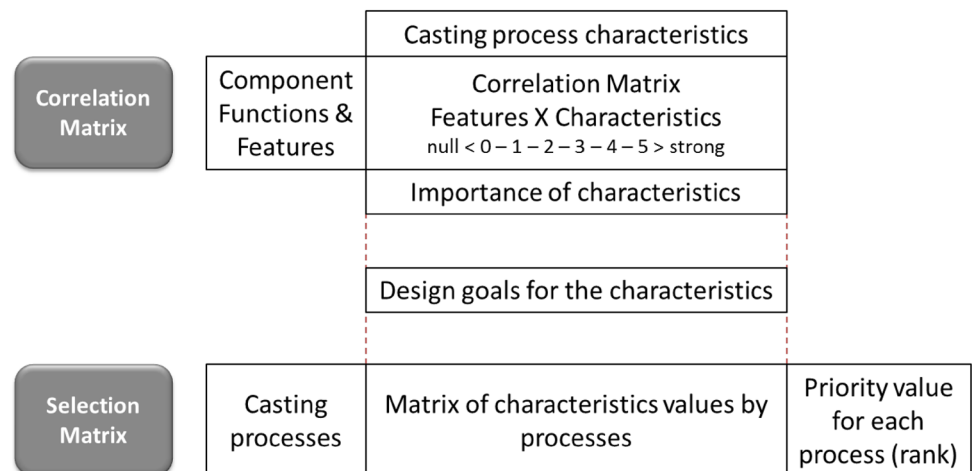 Casting process characteristics
Correlation
Matrix
Component
Functions &
Features
Correlation Matrix
Features X Characteristics
null < 0 – 1 – 2 – 3 – 4 – 5 > strong
Importance of characteristics
Design goals for the characteristics
Selection
Matrix
Casting
processes
Matrix of characteristics values by
processes
Priority value
for each
process (rank)